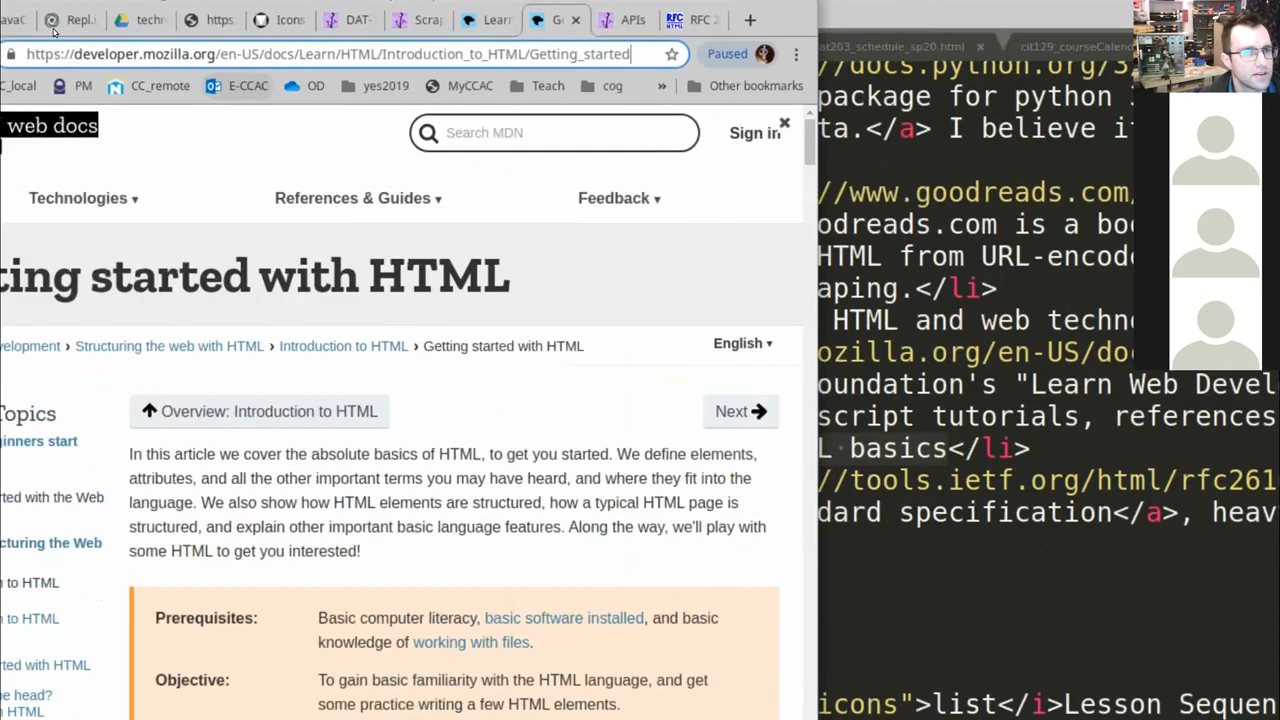 Repl.i
techn
https:
Icons
DAT-
Scrap
Learn
APIs
RFC 2
https://developer.mozilla.org/en-US/docs/Learn/HTML/Introduction_to_HTML/Getting_started
Paused
CC_local
PM
CC_remote
E-CCAC
OD
yes2019
MyCCAC
Teach
cog
»
Other bookmarks
web docs
Search MDN
Sign in
Technologies ▾
References & Guides ▾
Feedback ▾
ting started with HTML
velopment › Structuring the web with HTML › Introduction to HTML › Getting started with HTML
English ▾
Topics
ginners start
rted with the Web
cturing the Web
n to HTML
n to HTML
rted with HTML
he head?
n HTML
Overview: Introduction to HTML
Next
In this article we cover the absolute basics of HTML, to get you started. We define elements,
attributes, and all the other important terms you may have heard, and where they fit into the
language. We also show how HTML elements are structured, how a typical HTML page is
structured, and explain other important basic language features. Along the way, we'll play with
some HTML to get you interested!
Prerequisites:
Basic computer literacy, basic software installed, and basic
knowledge of working with files.
Objective:
To gain basic familiarity with the HTML language, and get
some practice writing a few HTML elements.
at203_schedule_sp20.html
cit129_courseCalen
//docs.python.org/3
package for python
ta.</a> I believe i
//www.goodreads.com/
odreads.com is a boo
HTML from URL-encode
aping.</li>
HTML and web techn
ozilla.org/en-US/do
oundation's "Learn Web Devel
script tutorials, references
L basics</li>
//tools.ietf.org/html/rfc261
dard specification</a>, heav
icons">list</i>Lesson Sequen